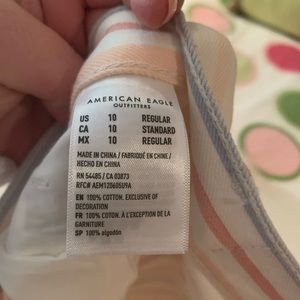 AMERICAN EAGLE
OUTFITTERS
US 10 REGULAR
CA 10 STANDARD
MX 10 REGULAR
MADE IN CHINA / FABRIQUÉ EN CHINE /
HECHO EN CHINA
RN 54485 / CA 03873
RFC# AEM120605U9A
EN 100% COTTON. EXCLUSIVE OF
DECORATION
FR 100% COTON. À L'EXCEPTION DE LA
GARNITURE
SP 100% algodón